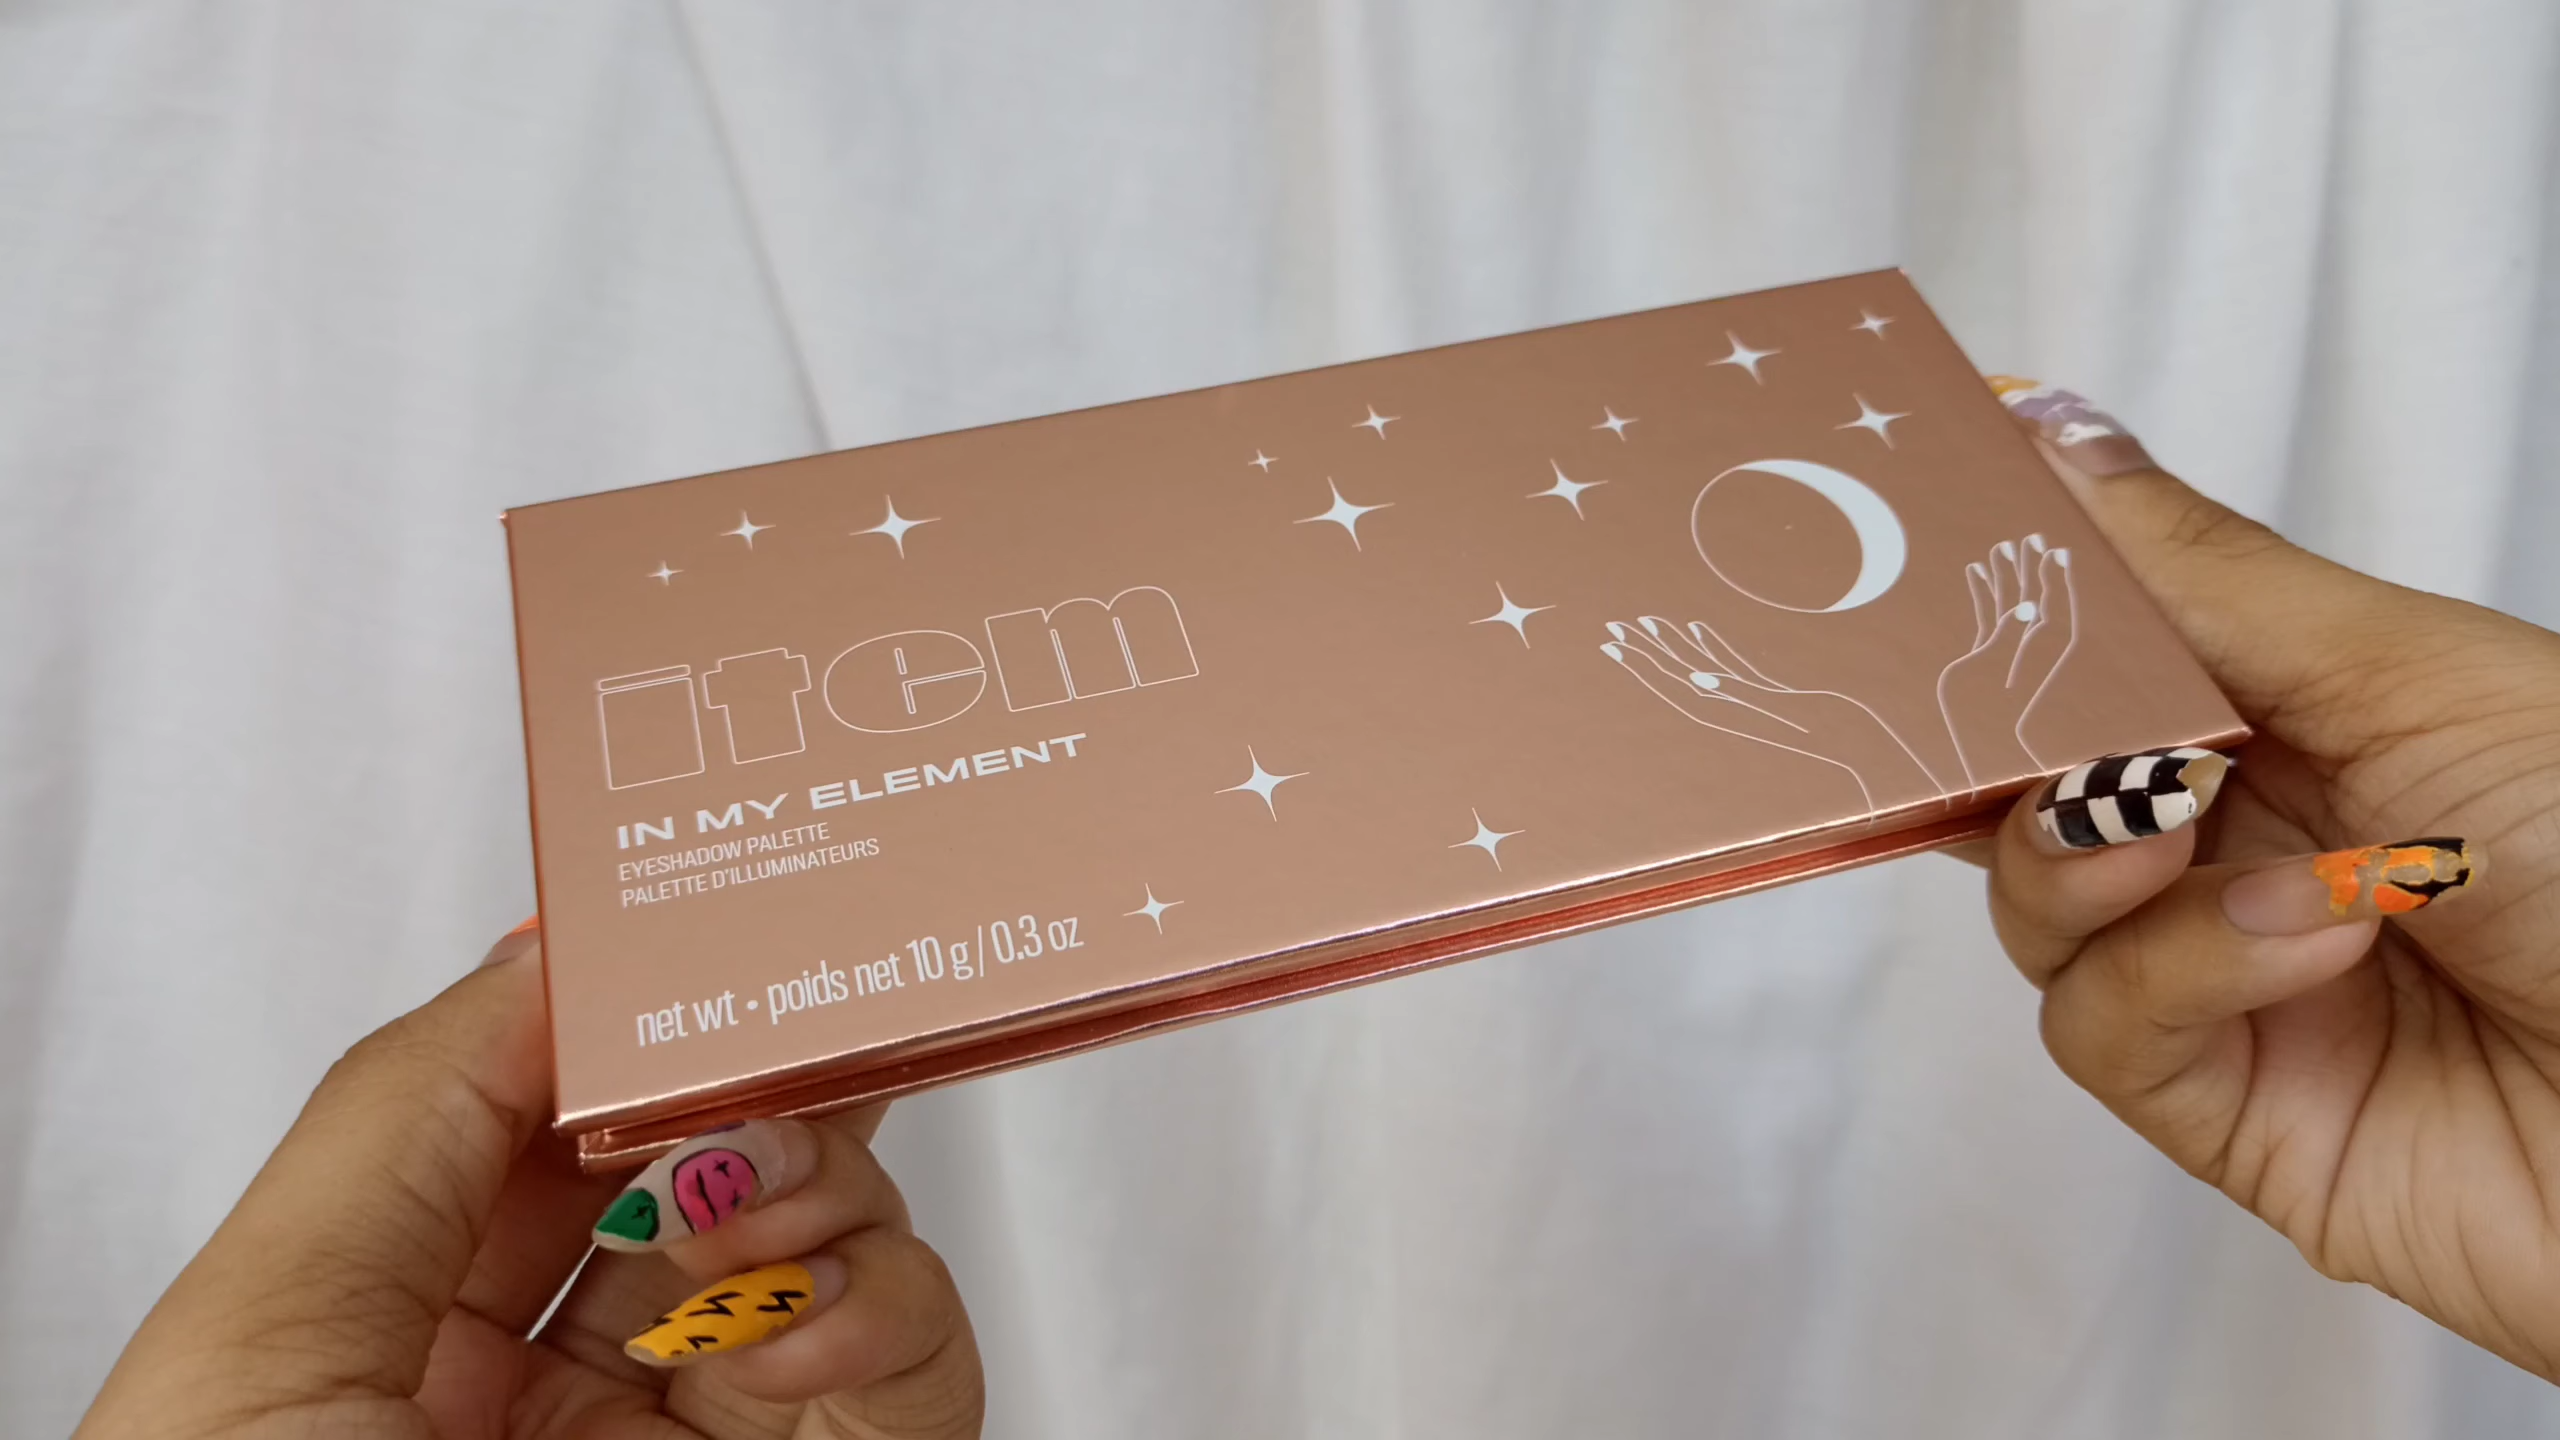 item
IN MY ELEMENT
EYESHADOW PALETTE
PALETTE D'ILLUMINATEURS
net wt • poids net 10 g / 0.3 oz